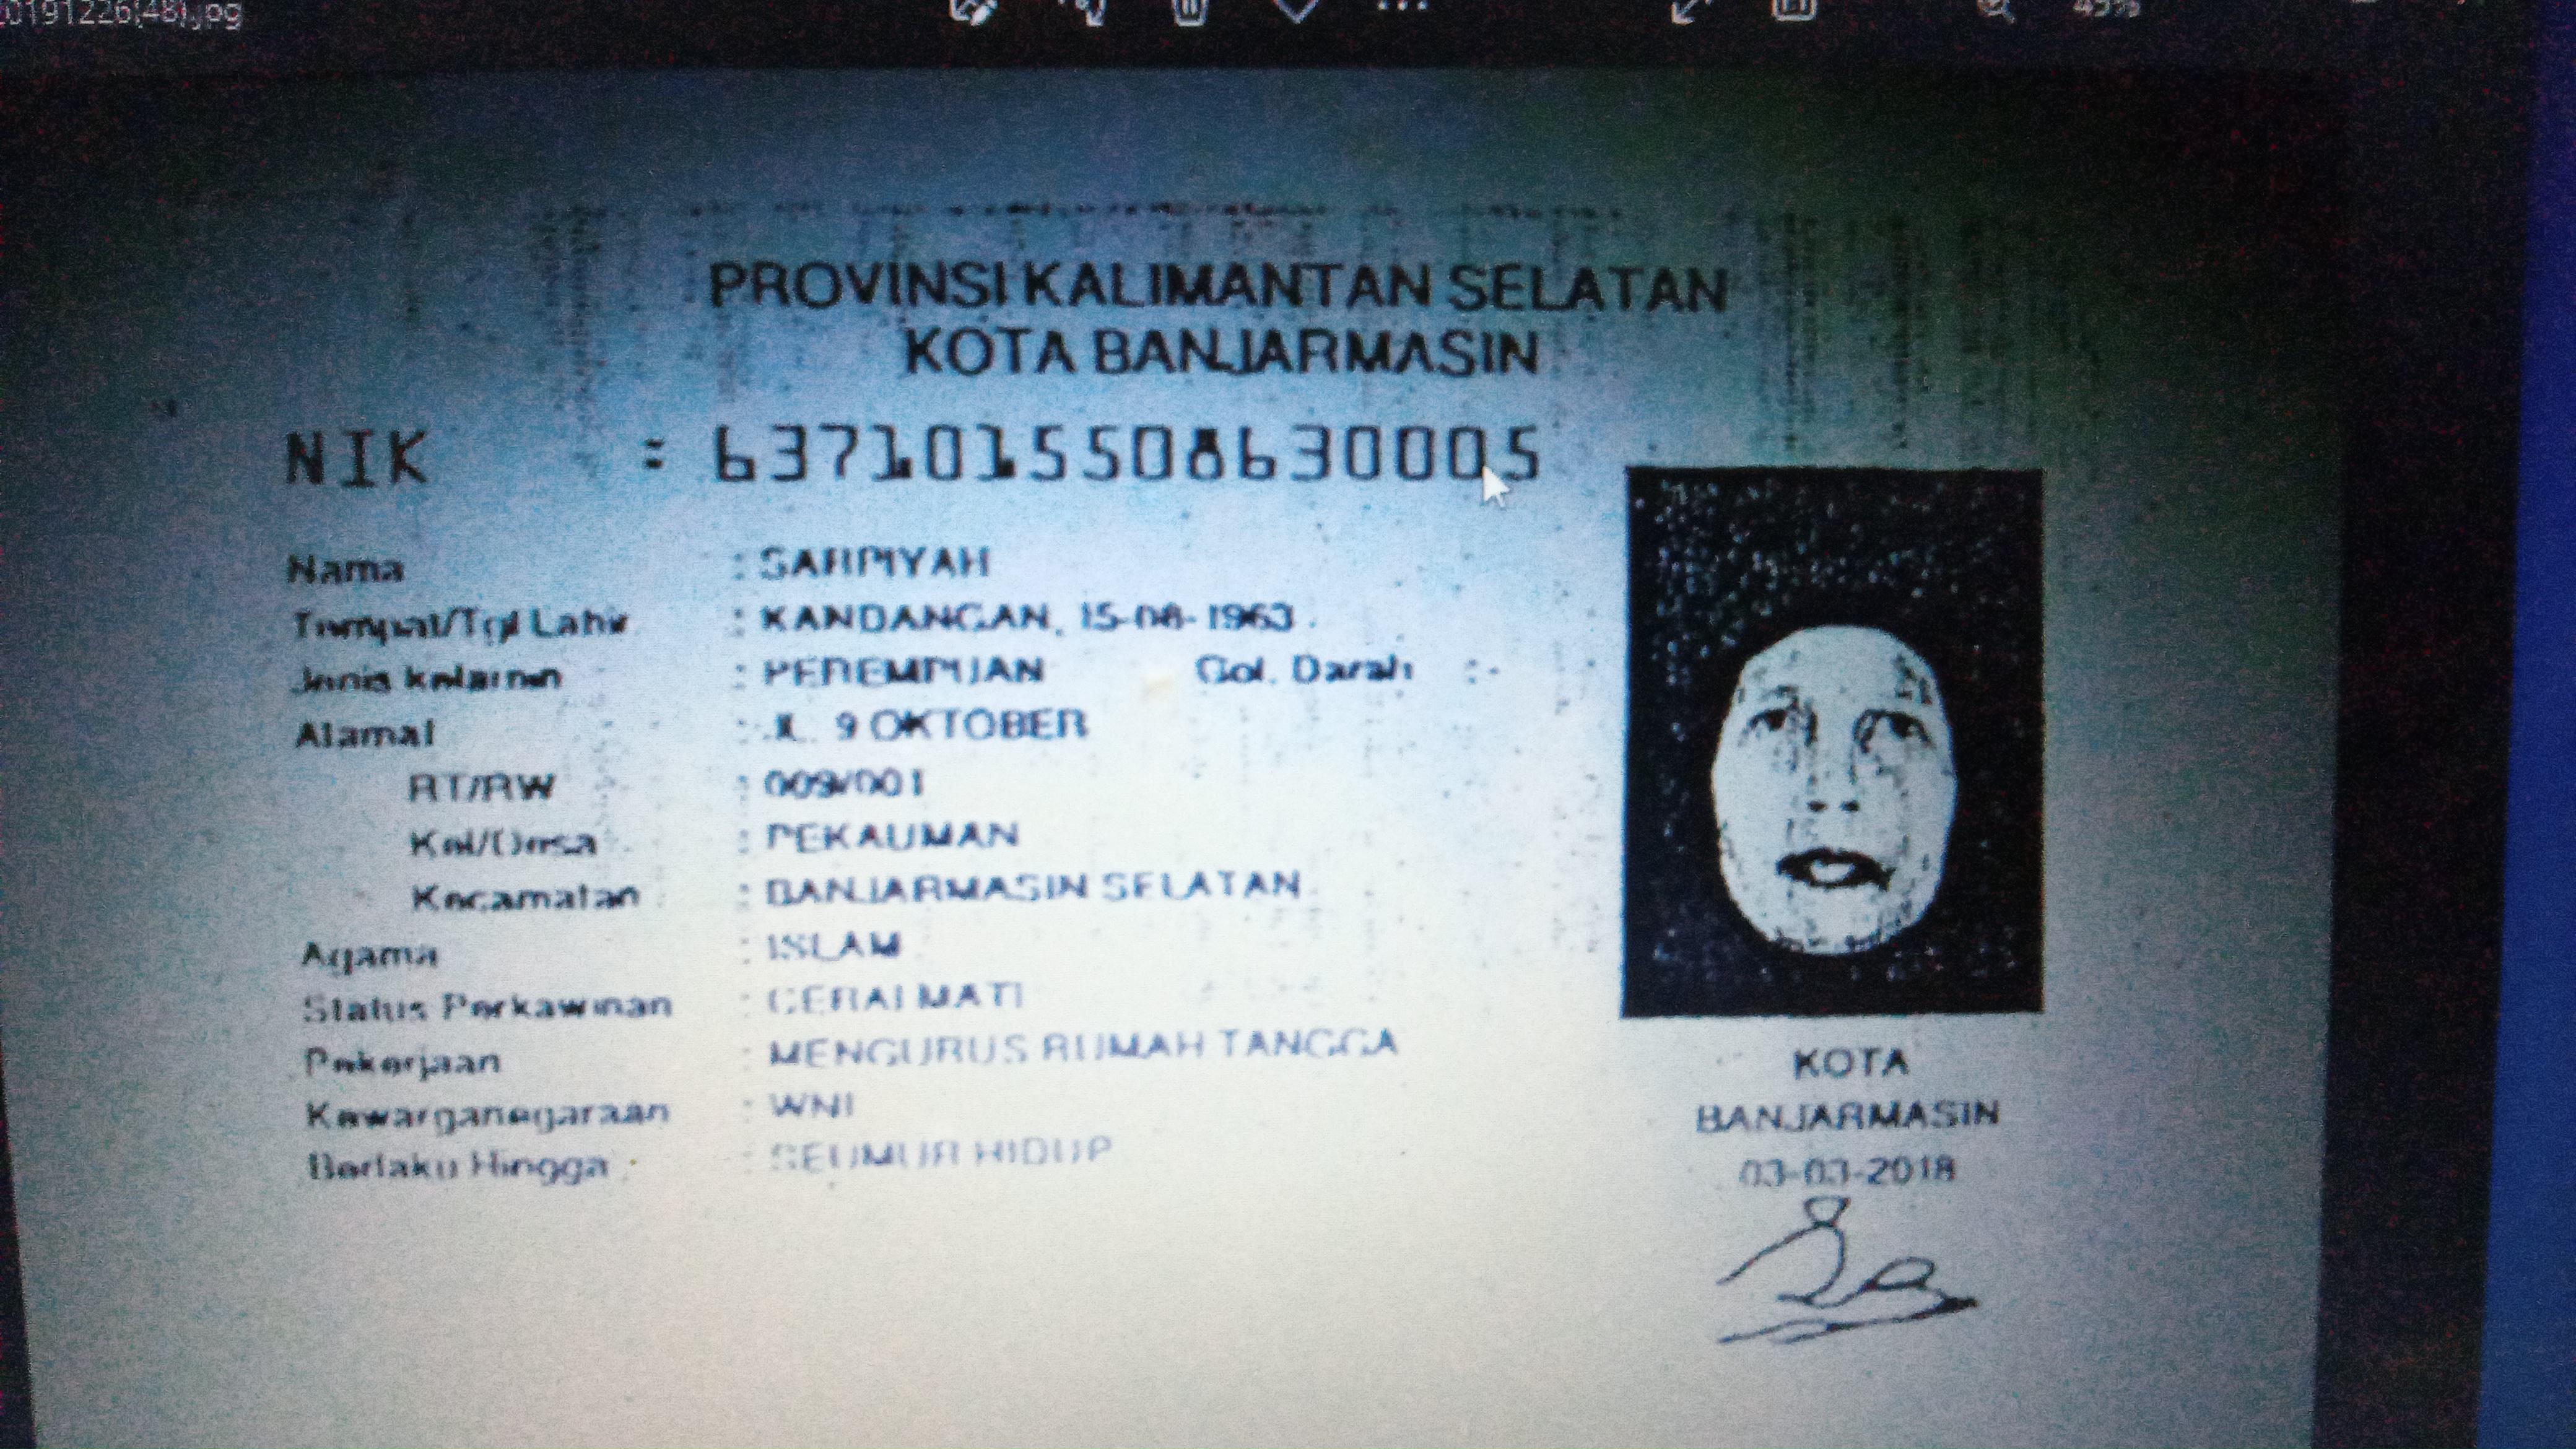 20191226(48).jpg
49%
PROVINSI KALIMANTAN SELATAN
KOTA BANJARMASIN
NIK : 6371015508630005
Nama : SARPIYAH
Tempat/Tgl Lahir : KANDANGAN, 15-08-1963
Jenis kelamin : PEREMPUAN Gol. Darah : -
Alamat : JL. 9 OKTOBER
RT/RW : 009/001
Kel/Desa : PEKAUMAN
Kecamatan : BANJARMASIN SELATAN
Agama : ISLAM
Status Perkawinan : CERAI MATI
Pekerjaan : MENGURUS RUMAH TANGGA
Kewarganegaraan : WNI
Berlaku Hingga : SEUMUR HIDUP
KOTA
BANJARMASIN
03-03-2018